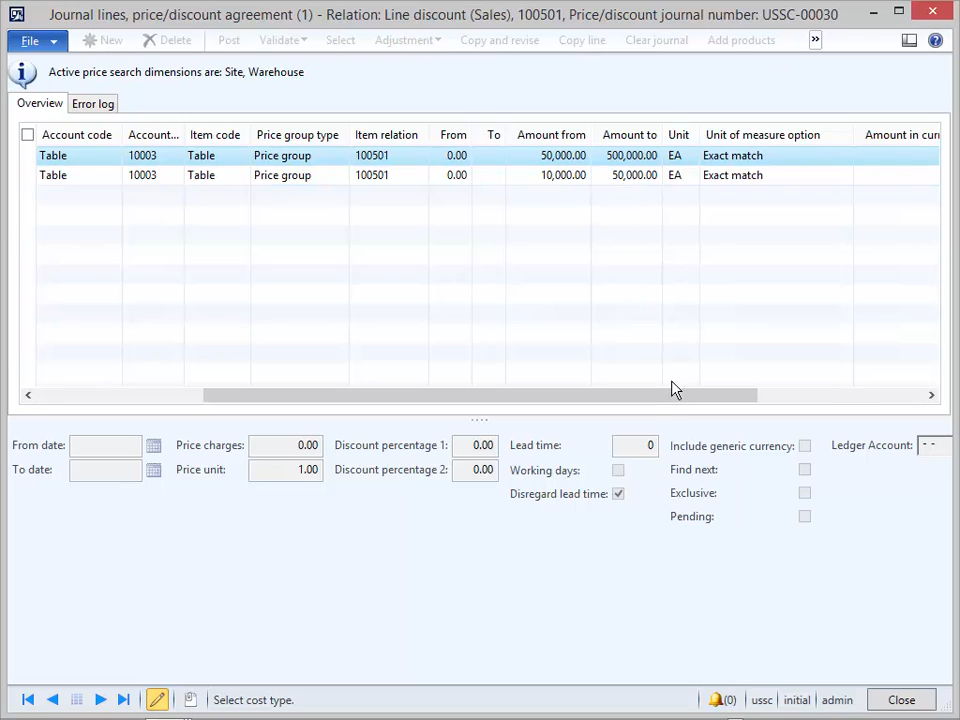 Journal lines, price/discount agreement (1) - Relation: Line discount (Sales), 100501, Price/discount journal number: USSC-00030
File New Delete Post Validate Select Adjustment Copy and revise Copy line Clear journal Add products »
Active price search dimensions are: Site, Warehouse
Overview Error log
Account code Account... Item code Price group type Item relation From To Amount from Amount to Unit Unit of measure option Amount in curr
Table 10003 Table Price group 100501 0.00 50,000.00 500,000.00 EA Exact match
Table 10003 Table Price group 100501 0.00 10,000.00 50,000.00 EA Exact match
From date: Price charges: 0.00 Discount percentage 1: 0.00 Lead time: 0 Include generic currency: Ledger Account: - -
To date: Price unit: 1.00 Discount percentage 2: 0.00 Working days: Find next:
Disregard lead time: Exclusive:
Pending:
Select cost type. (0) ussc initial admin Close